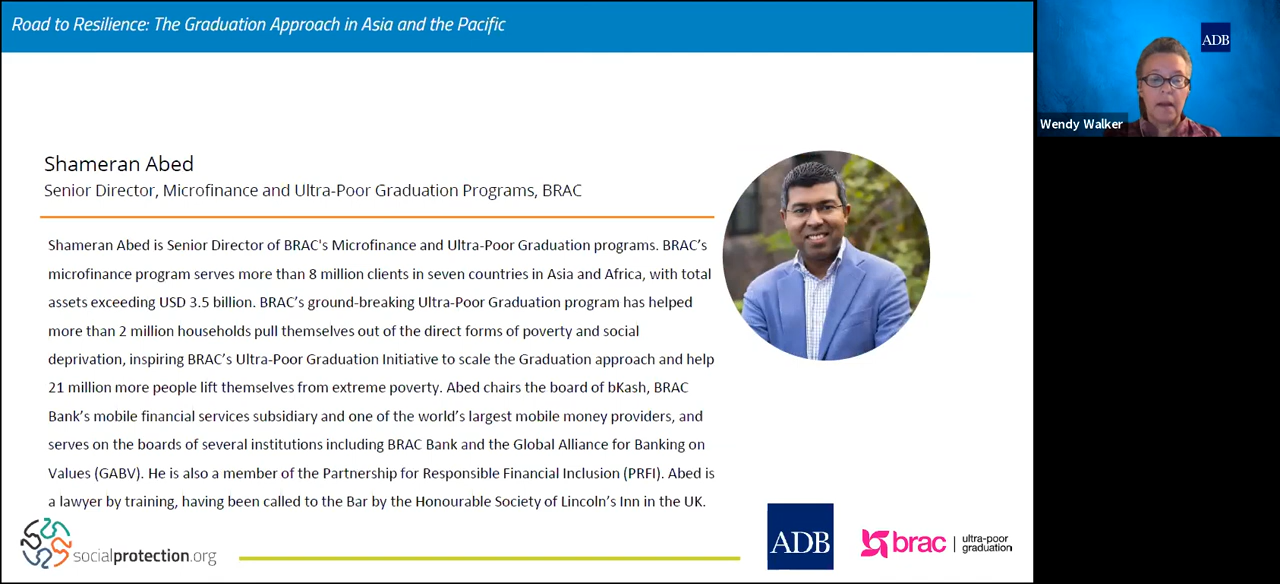 Road to Resilience: The Graduation Approach in Asia and the Pacific
ADB
Wendy Walker
Shameran Abed
Senior Director, Microfinance and Ultra-Poor Graduation Programs, BRAC
Shameran Abed is Senior Director of BRAC's Microfinance and Ultra-Poor Graduation programs. BRAC’s
microfinance program serves more than 8 million clients in seven countries in Asia and Africa, with total
assets exceeding USD 3.5 billion. BRAC’s ground-breaking Ultra-Poor Graduation program has helped
more than 2 million households pull themselves out of the direct forms of poverty and social
deprivation, inspiring BRAC’s Ultra-Poor Graduation Initiative to scale the Graduation approach and help
21 million more people lift themselves from extreme poverty. Abed chairs the board of bKash, BRAC
Bank’s mobile financial services subsidiary and one of the world’s largest mobile money providers, and
serves on the boards of several institutions including BRAC Bank and the Global Alliance for Banking on
Values (GABV). He is also a member of the Partnership for Responsible Financial Inclusion (PRFI). Abed is
a lawyer by training, having been called to the Bar by the Honourable Society of Lincoln’s Inn in the UK.
socialprotection.org
ADB
brac
ultra-poor
graduation